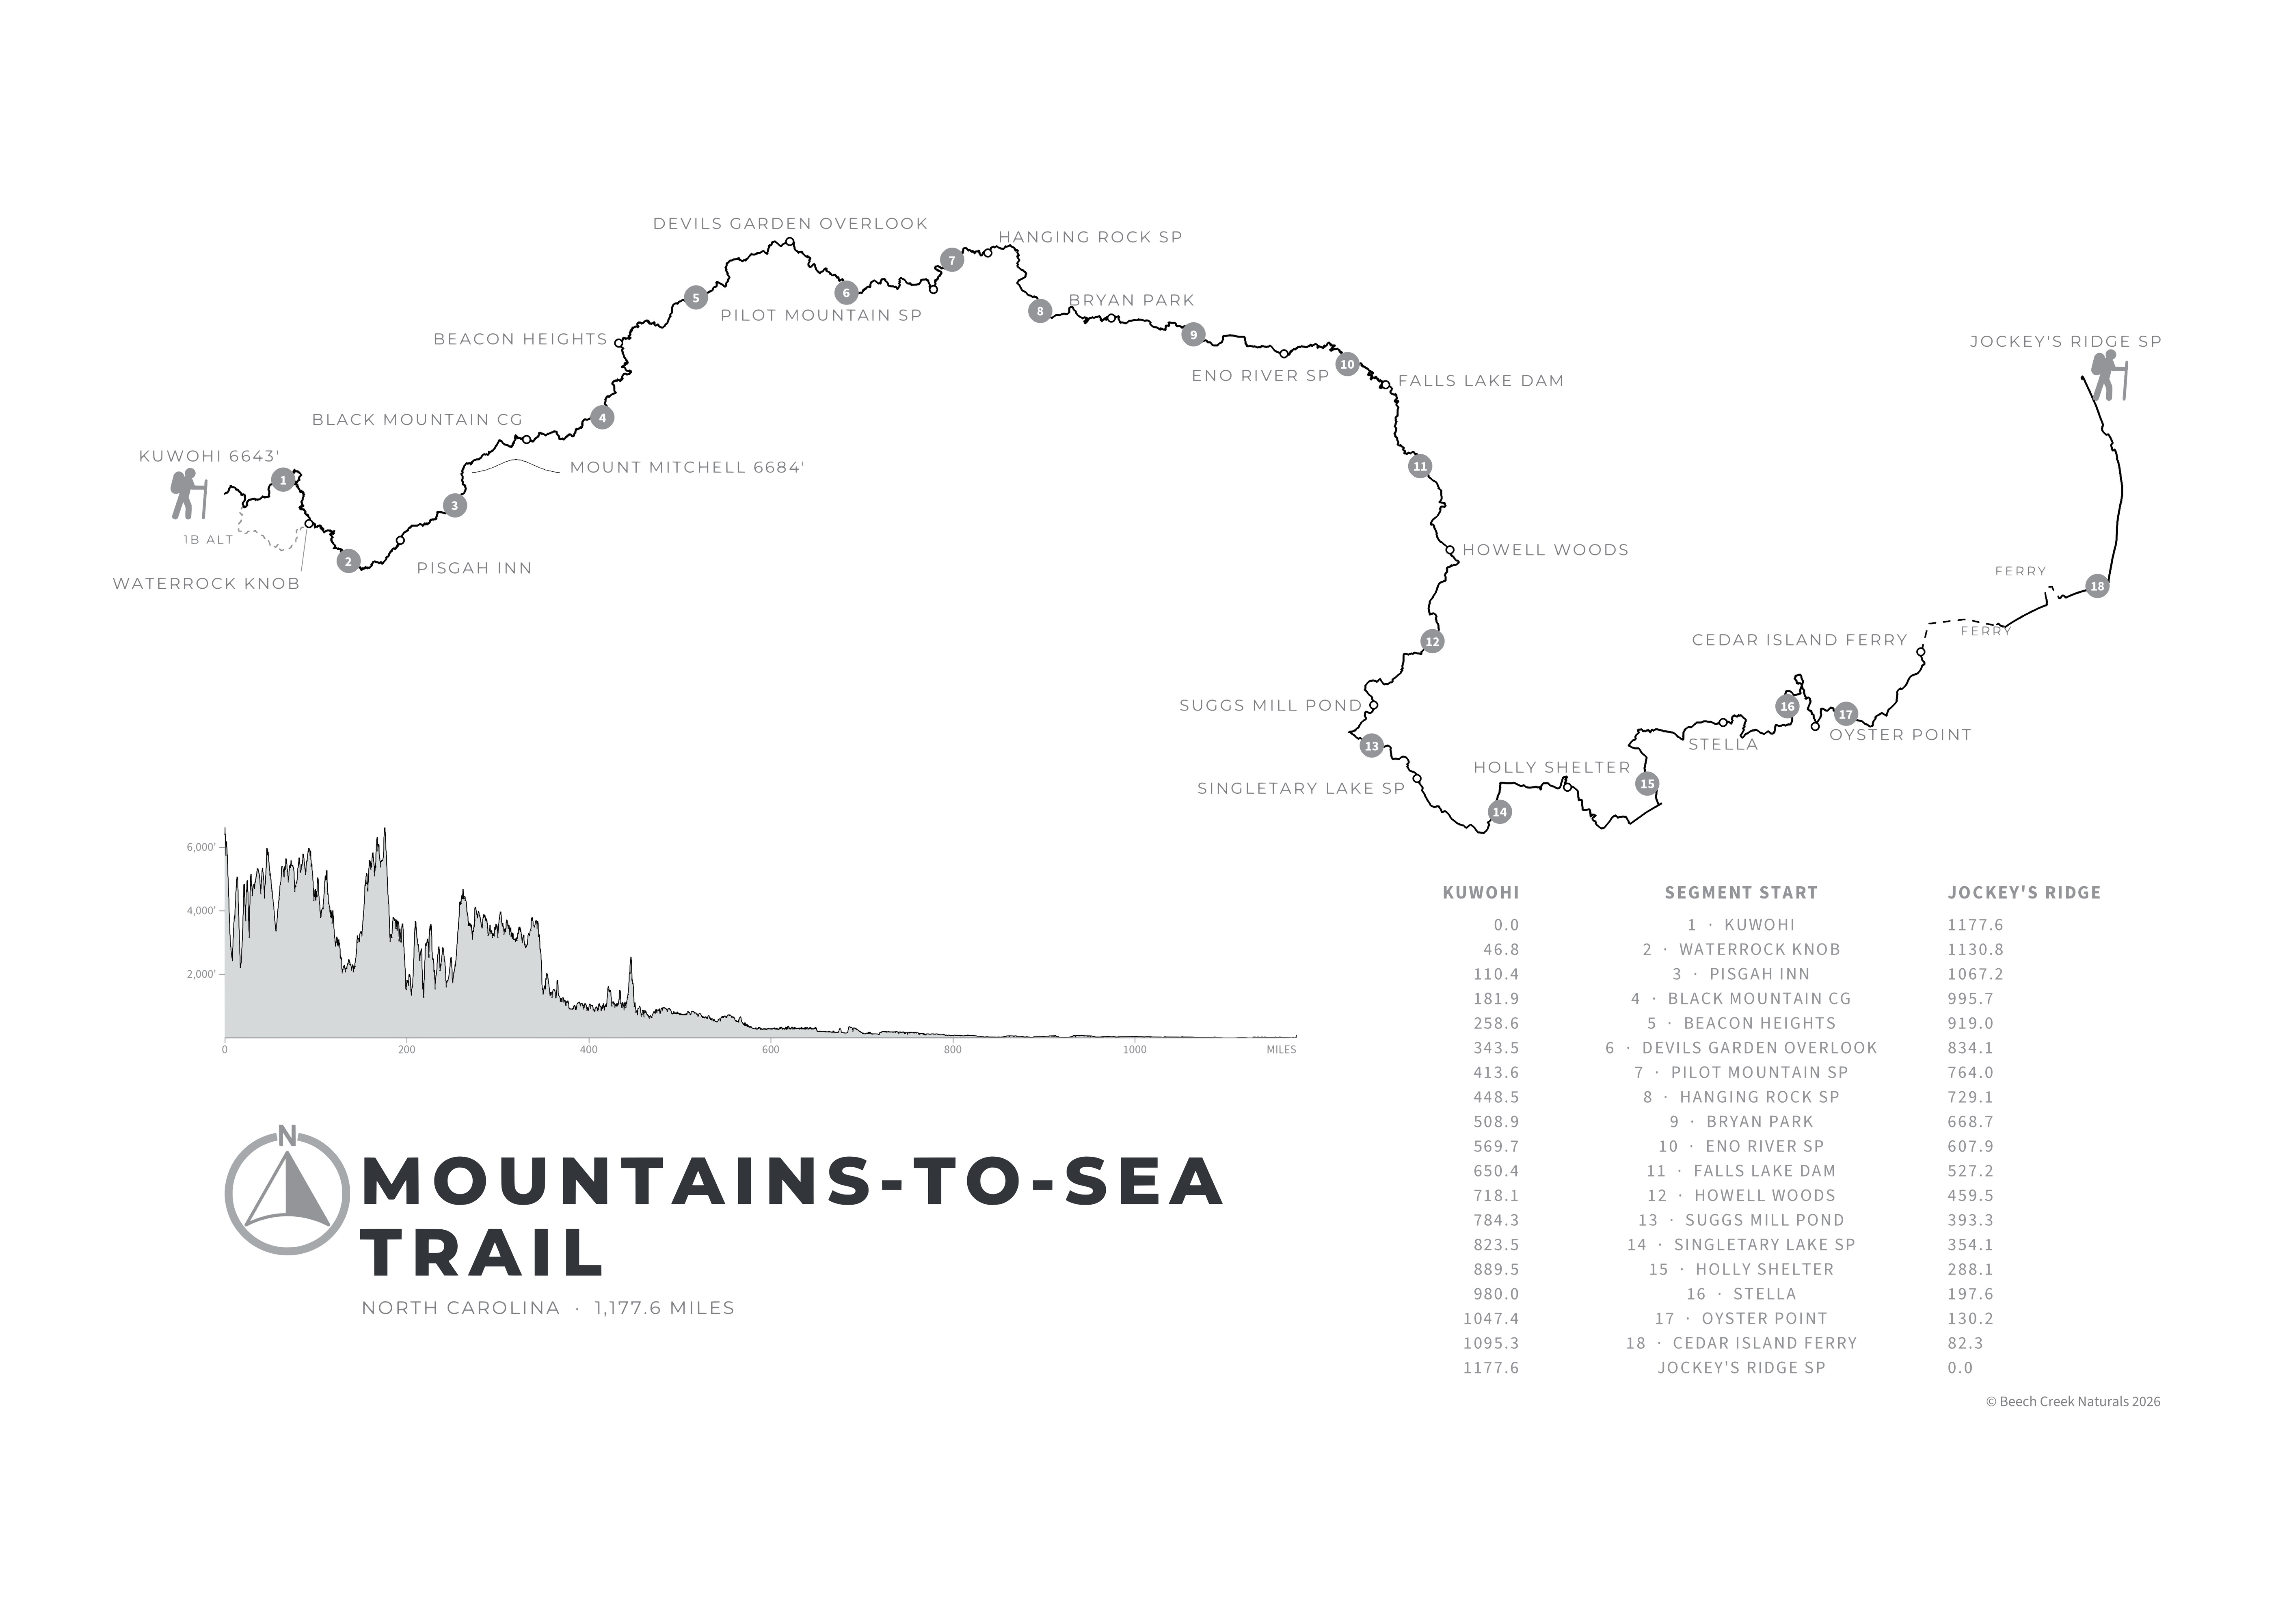 DEVILS GARDEN OVERLOOK
HANGING ROCK SP
7
5
6
PILOT MOUNTAIN SP
8
BRYAN PARK
9
BEACON HEIGHTS
JOCKEY'S RIDGE SP
10
ENO RIVER SP
FALLS LAKE DAM
BLACK MOUNTAIN CG
4
KUWOHI 6643'
1
MOUNT MITCHELL 6684'
11
3
1B ALT
2
PISGAH INN
HOWELL WOODS
WATERROCK KNOB
FERRY
18
FERRY
12
CEDAR ISLAND FERRY
SUGGS MILL POND
16
17
OYSTER POINT
13
STELLA
HOLLY SHELTER
15
SINGLETARY LAKE SP
14
6,000'
4,000'
2,000'
0 200 400 600 800 1000 MILES
KUWOHI SEGMENT START JOCKEY'S RIDGE
0.0 1 · KUWOHI 1177.6
46.8 2 · WATERROCK KNOB 1130.8
110.4 3 · PISGAH INN 1067.2
181.9 4 · BLACK MOUNTAIN CG 995.7
258.6 5 · BEACON HEIGHTS 919.0
343.5 6 · DEVILS GARDEN OVERLOOK 834.1
413.6 7 · PILOT MOUNTAIN SP 764.0
448.5 8 · HANGING ROCK SP 729.1
508.9 9 · BRYAN PARK 668.7
569.7 10 · ENO RIVER SP 607.9
650.4 11 · FALLS LAKE DAM 527.2
718.1 12 · HOWELL WOODS 459.5
784.3 13 · SUGGS MILL POND 393.3
823.5 14 · SINGLETARY LAKE SP 354.1
889.5 15 · HOLLY SHELTER 288.1
980.0 16 · STELLA 197.6
1047.4 17 · OYSTER POINT 130.2
1095.3 18 · CEDAR ISLAND FERRY 82.3
1177.6 JOCKEY'S RIDGE SP 0.0
N
MOUNTAINS-TO-SEA
TRAIL
NORTH CAROLINA · 1,177.6 MILES
© Beech Creek Naturals 2026